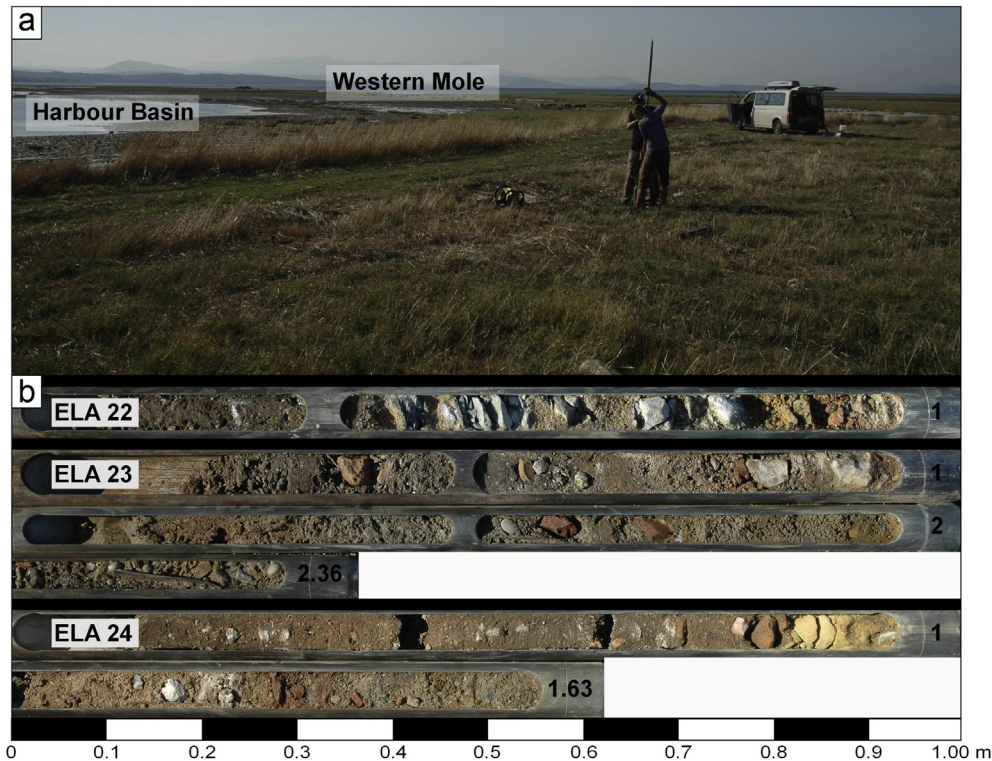 a
Western Mole
Harbour Basin
b
ELA 22
1
ELA 23
1
2
2.36
ELA 24
1
1.63
0 0.1 0.2 0.3 0.4 0.5 0.6 0.7 0.8 0.9 1.00 m